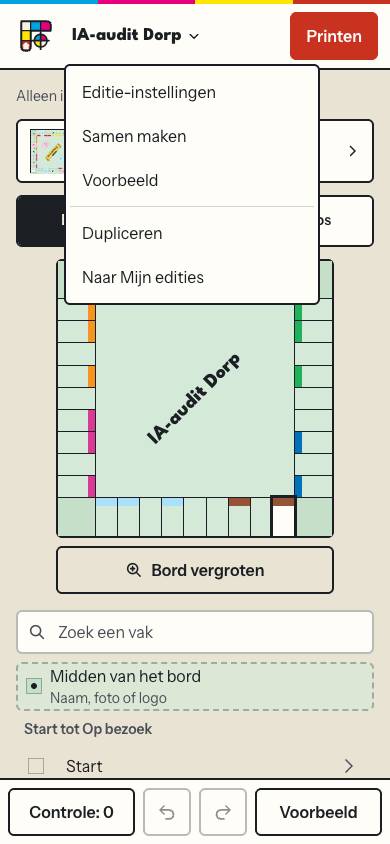 IA-audit Dorp
Printen
Alleen
Editie-instellingen
Samen maken
Voorbeeld
Dupliceren
Naar Mijn edities
IA-audit Dorp
Bord vergroten
Zoek een vak
Midden van het bord
Naam, foto of logo
Start tot Op bezoek
Start
Controle: 0
Voorbeeld